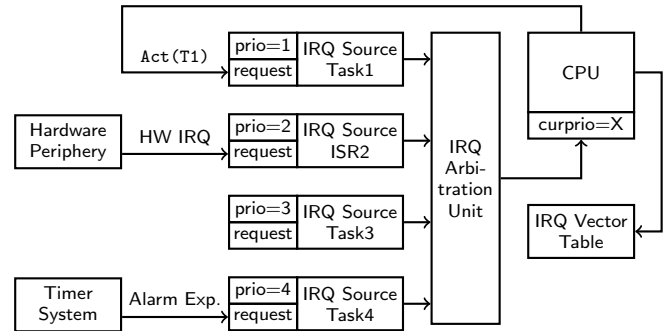 prio=1
request
IRQ Source
Task1
Act(T1)
CPU
curprio=X
Hardware
Periphery
HW IRQ
prio=2
request
IRQ Source
ISR2
IRQ
Arbi-
tration
Unit
prio=3
request
IRQ Source
Task3
IRQ Vector
Table
Timer
System
Alarm Exp.
prio=4
request
IRQ Source
Task4